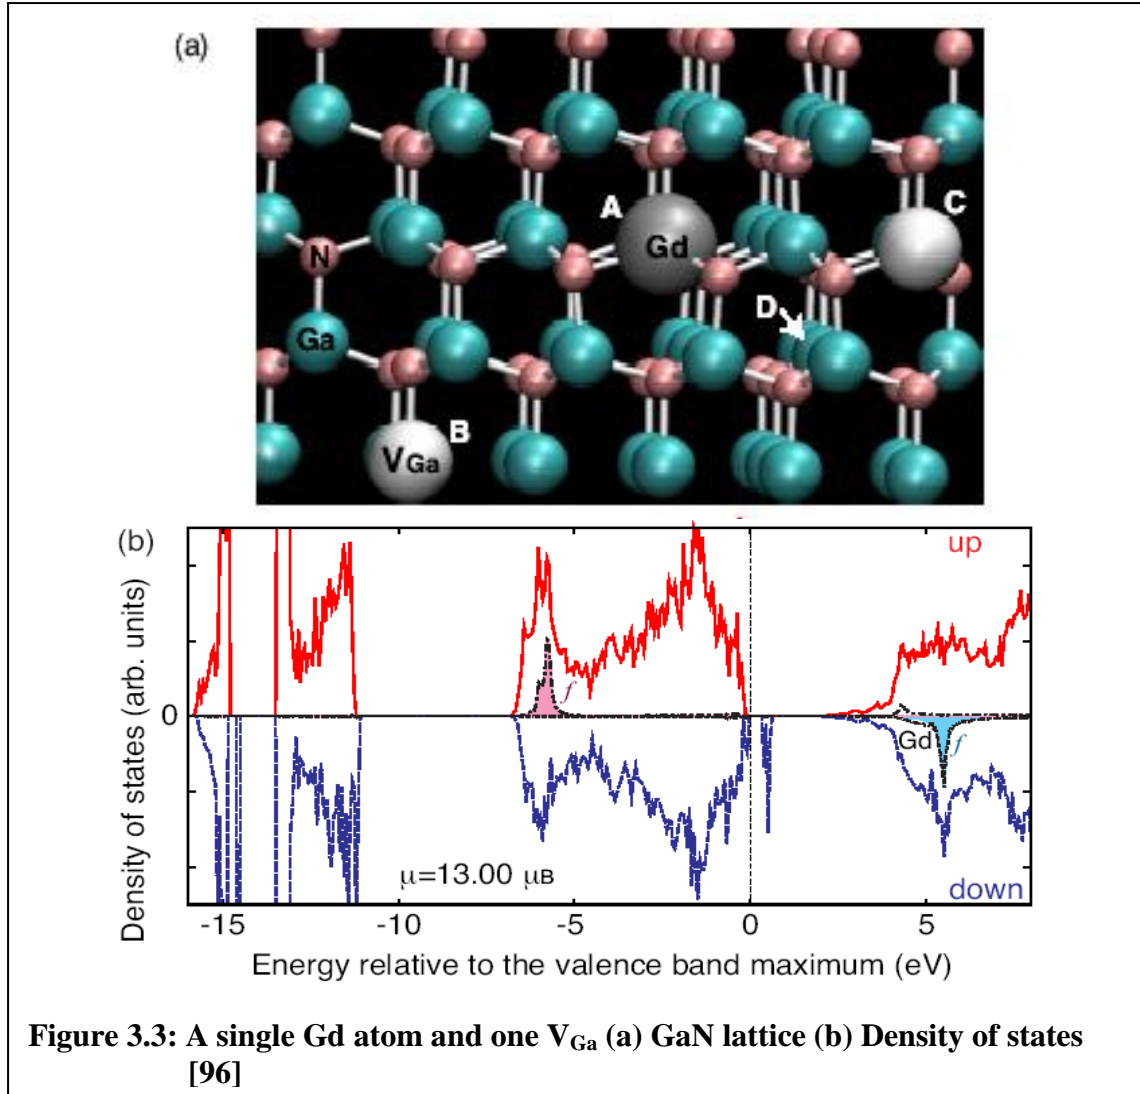 (a)
A
C
Gd
N
D
Ga
B
VGa
(b)
up
f
Gd
f
0
μ=13.00 μB
down
Density of states (arb. units)
-15 -10 -5 0 5
Energy relative to the valence band maximum (eV)
Figure 3.3: A single Gd atom and one VGa (a) GaN lattice (b) Density of states
[96]